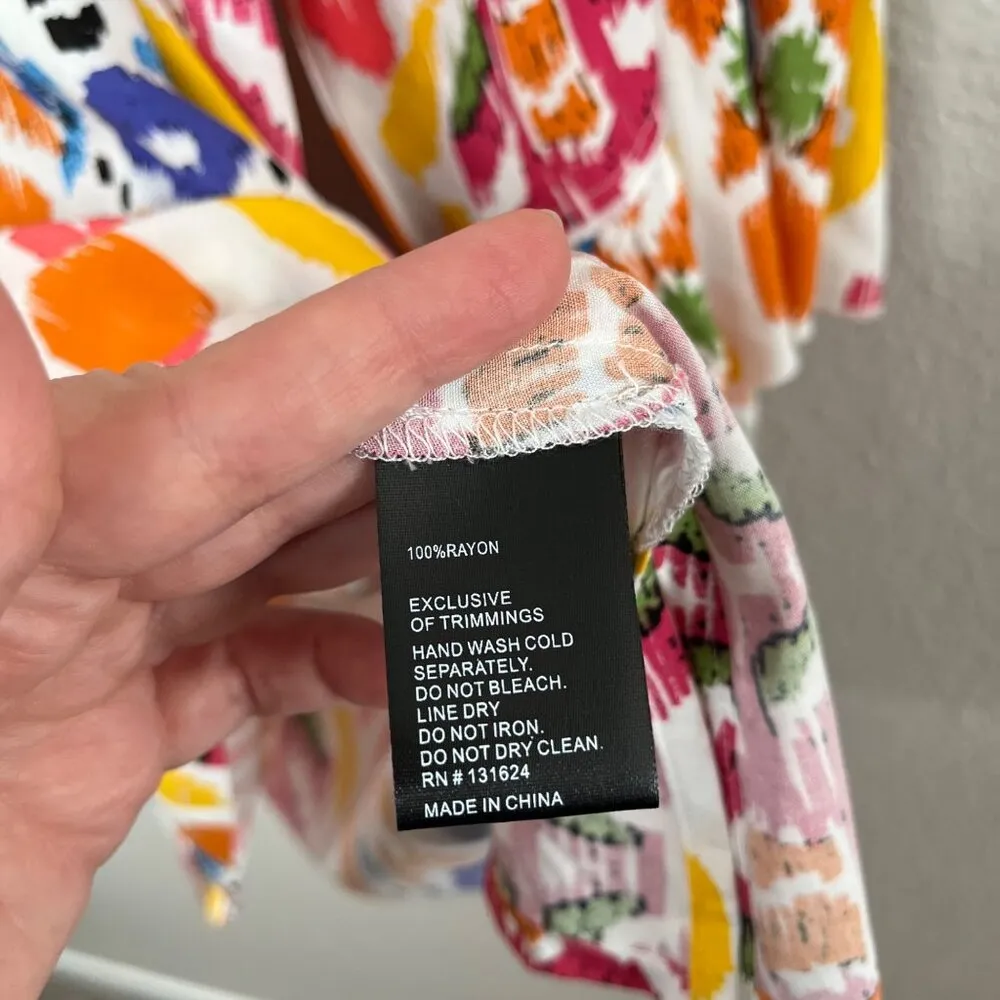 100%RAYON
EXCLUSIVE
OF TRIMMINGS
HAND WASH COLD
SEPARATELY.
DO NOT BLEACH.
LINE DRY
DO NOT IRON.
DO NOT DRY CLEAN.
RN # 131624
MADE IN CHINA